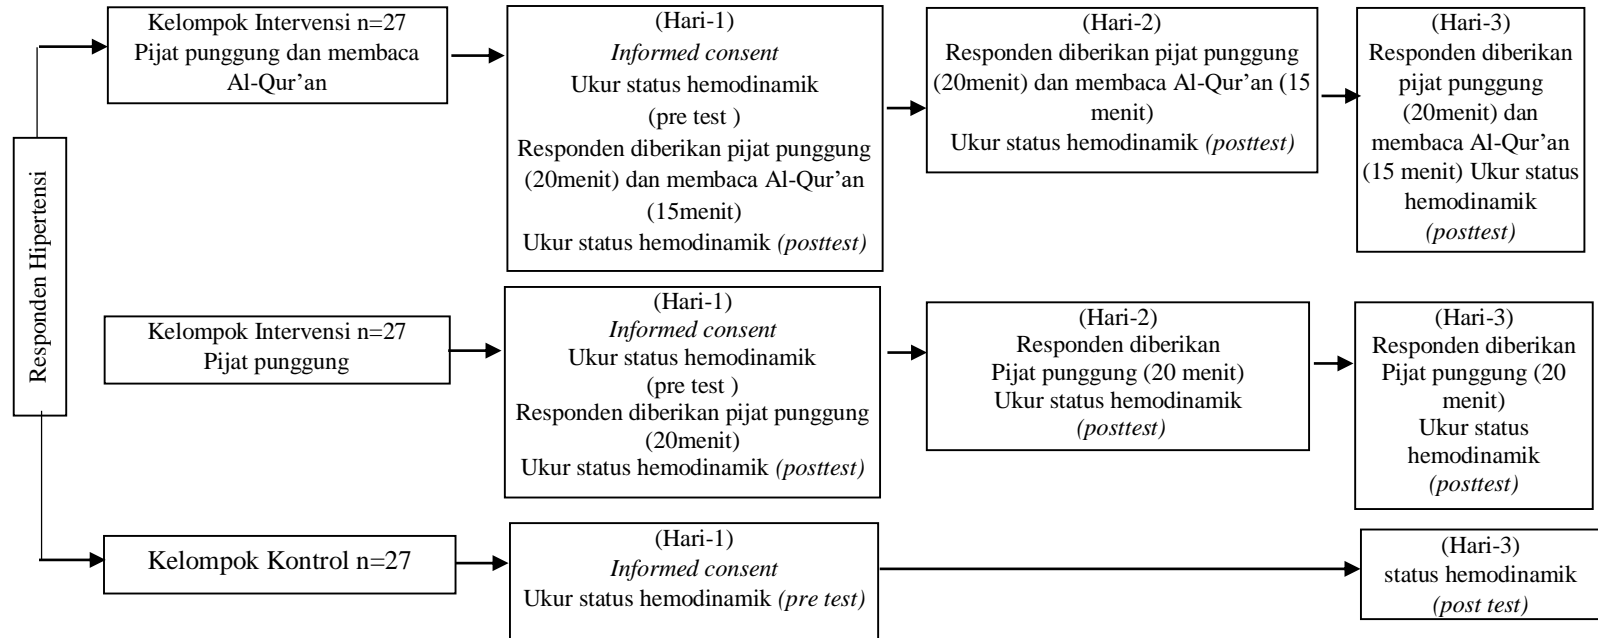 Responden Hipertensi
Kelompok Intervensi n=27
Pijat punggung dan membaca
Al-Qur’an
(Hari-1)
Informed consent
Ukur status hemodinamik
(pre test )
Responden diberikan pijat punggung
(20menit) dan membaca Al-Qur’an
(15menit)
Ukur status hemodinamik (posttest)
(Hari-2)
Responden diberikan pijat punggung
(20menit) dan membaca Al-Qur’an (15
menit)
Ukur status hemodinamik (posttest)
(Hari-3)
Responden diberikan
pijat punggung
(20menit) dan
membaca Al-Qur’an
(15 menit) Ukur status
hemodinamik
(posttest)
Kelompok Intervensi n=27
Pijat punggung
(Hari-1)
Informed consent
Ukur status hemodinamik
(pre test )
Responden diberikan pijat punggung
(20menit)
Ukur status hemodinamik (posttest)
(Hari-2)
Responden diberikan
Pijat punggung (20 menit)
Ukur status hemodinamik
(posttest)
(Hari-3)
Responden diberikan
Pijat punggung (20
menit)
Ukur status
hemodinamik
(posttest)
Kelompok Kontrol n=27
(Hari-1)
Informed consent
Ukur status hemodinamik (pre test)
(Hari-3)
status hemodinamik
(post test)